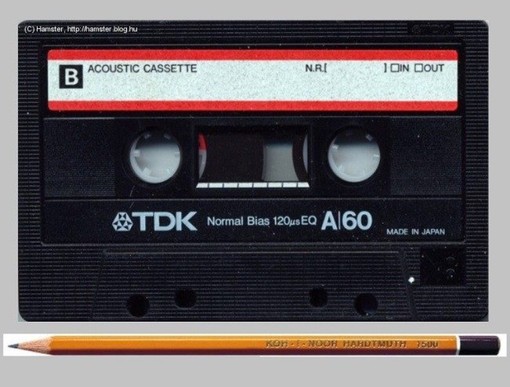 (C) Hamster, http://hamster.blog.hu
B ACOUSTIC CASSETTE N.R.[ ] □IN □OUT
TDK Normal Bias 120µs EQ A/60
MADE IN JAPAN
KOH-I-NOOR HARDTMUTH 1500